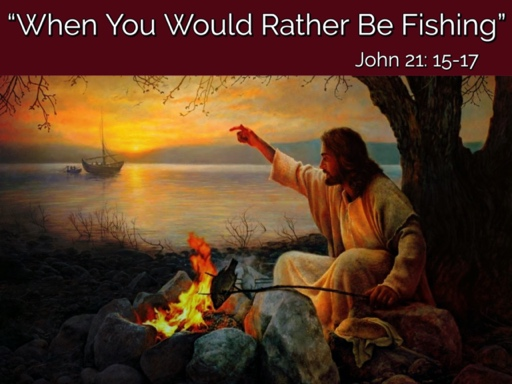 “When You Would Rather Be Fishing”
John 21: 15-17